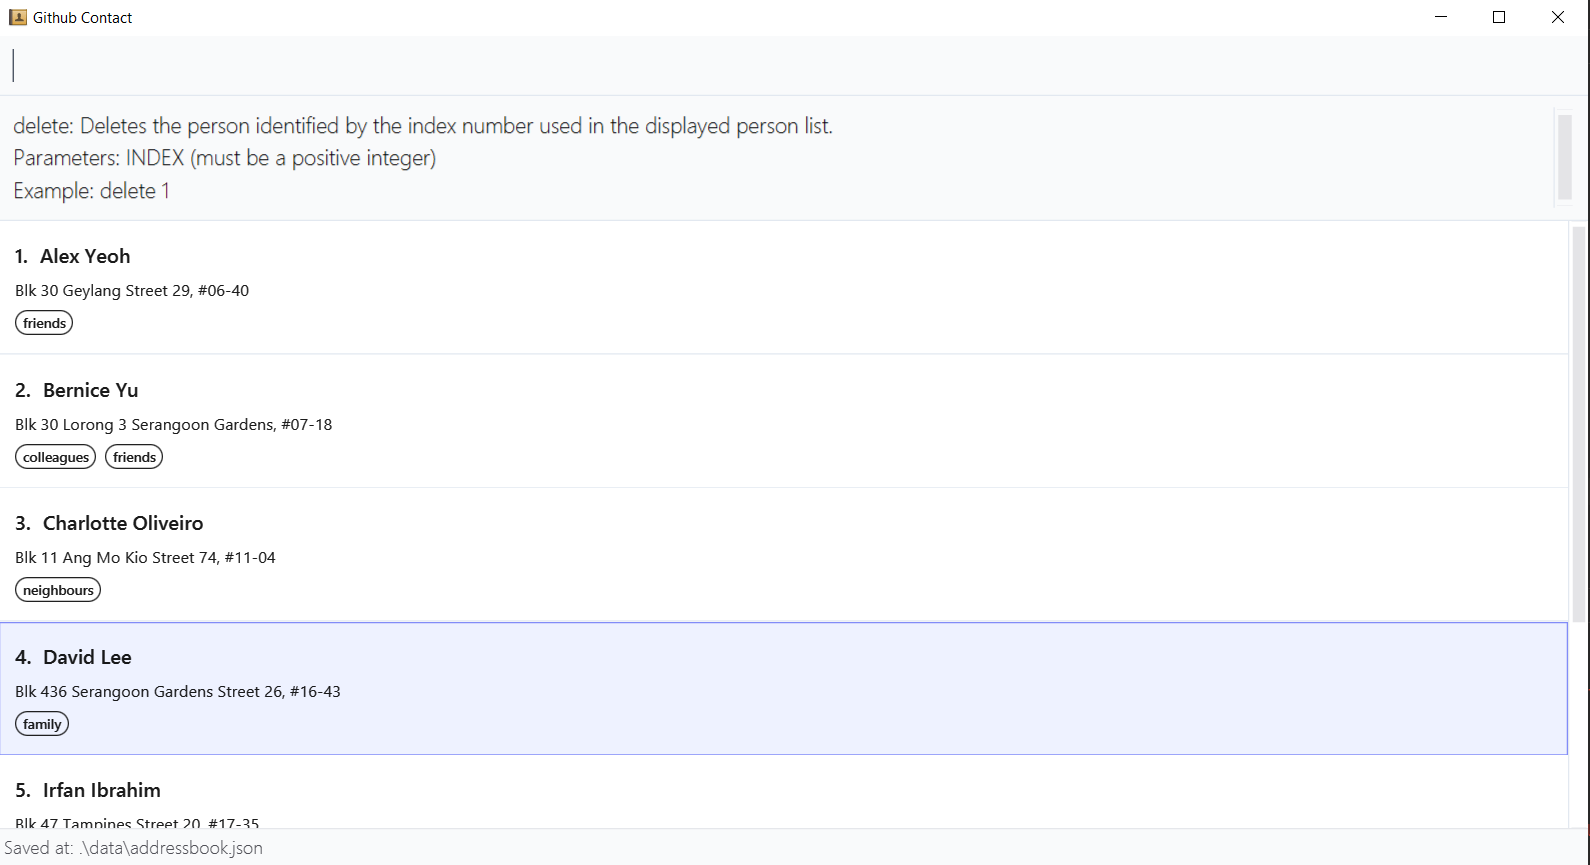 Github Contact
delete: Deletes the person identified by the index number used in the displayed person list.
Parameters: INDEX (must be a positive integer)
Example: delete 1
1. Alex Yeoh
Blk 30 Geylang Street 29, #06-40
friends
2. Bernice Yu
Blk 30 Lorong 3 Serangoon Gardens, #07-18
colleagues friends
3. Charlotte Oliveiro
Blk 11 Ang Mo Kio Street 74, #11-04
neighbours
4. David Lee
Blk 436 Serangoon Gardens Street 26, #16-43
family
5. Irfan Ibrahim
Blk 47 Tampines Street 20, #17-35
Saved at: .\data\addressbook.json